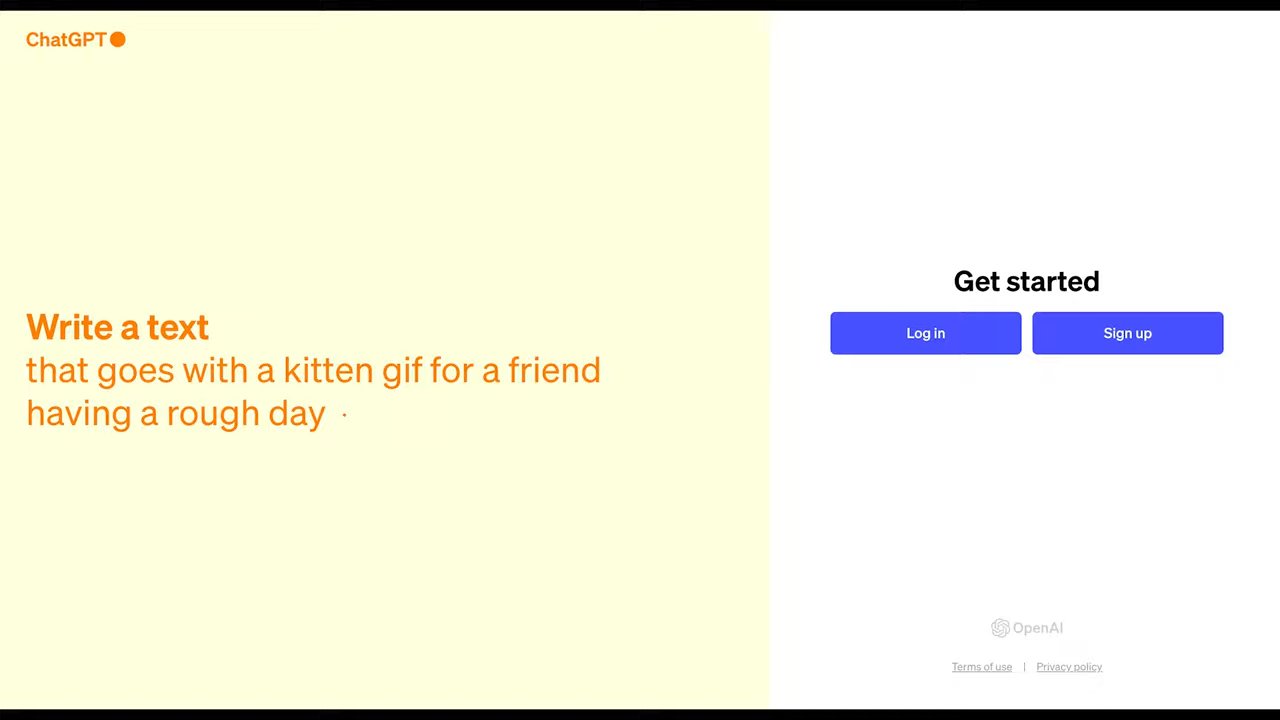 ChatGPT
Write a text
that goes with a kitten gif for a friend
having a rough day
Get started
Log in
Sign up
OpenAI
Terms of use | Privacy policy